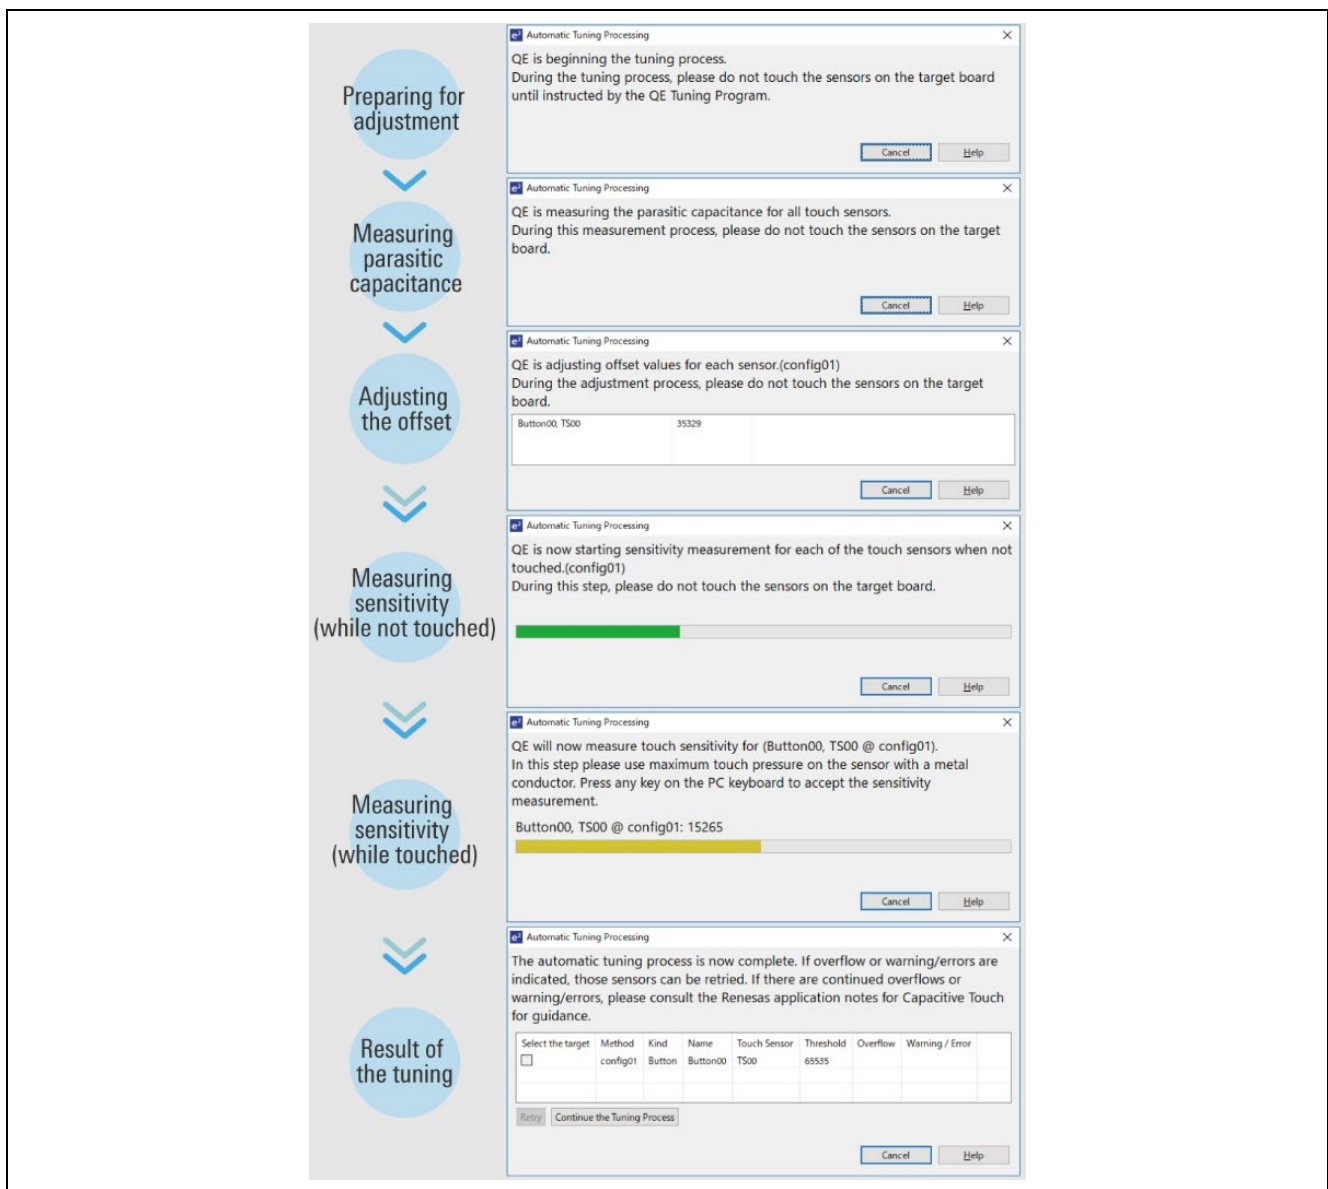 Preparing for
adjustment
e² Automatic Tuning Processing
QE is beginning the tuning process.
During the tuning process, please do not touch the sensors on the target board
until instructed by the QE Tuning Program.
Cancel Help
Measuring
parasitic
capacitance
e² Automatic Tuning Processing
QE is measuring the parasitic capacitance for all touch sensors.
During this measurement process, please do not touch the sensors on the target
board.
Cancel Help
Adjusting
the offset
e² Automatic Tuning Processing
QE is adjusting offset values for each sensor.(config01)
During the adjustment process, please do not touch the sensors on the target
board.
Button00, TS00 35329
Cancel Help
Measuring
sensitivity
(while not touched)
e² Automatic Tuning Processing
QE is now starting sensitivity measurement for each of the touch sensors when not
touched.(config01)
During this step, please do not touch the sensors on the target board.
Cancel Help
Measuring
sensitivity
(while touched)
e² Automatic Tuning Processing
QE will now measure touch sensitivity for (Button00, TS00 @ config01).
In this step please use maximum touch pressure on the sensor with a metal
conductor. Press any key on the PC keyboard to accept the sensitivity
measurement.
Button00, TS00 @ config01: 15265
Cancel Help
Result of
the tuning
e² Automatic Tuning Processing
The automatic tuning process is now complete. If overflow or warning/errors are
indicated, those sensors can be retried. If there are continued overflows or
warning/errors, please consult the Renesas application notes for Capacitive Touch
for guidance.
Select the target Method Kind Name Touch Sensor Threshold Overflow Warning / Error
config01 Button Button00 TS00 65535
Retry Continue the Tuning Process
Cancel Help